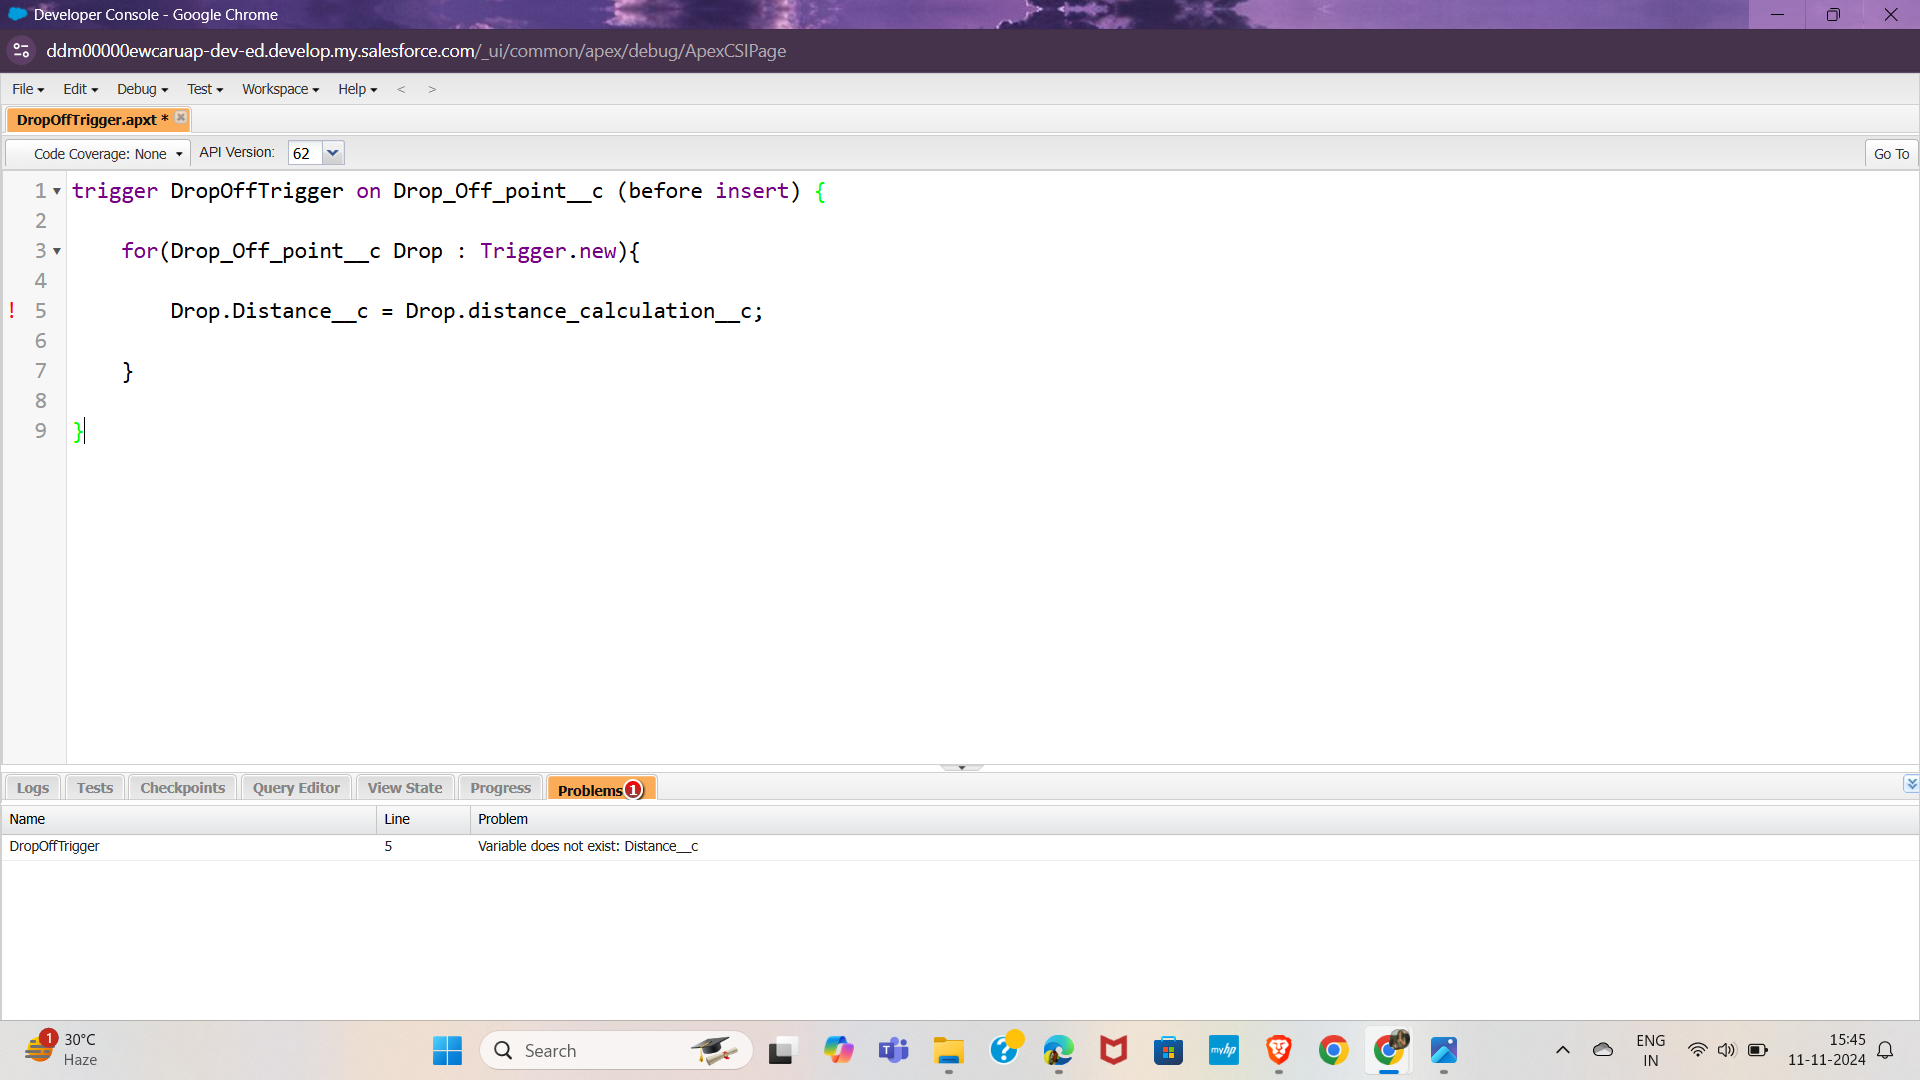 Developer Console - Google Chrome
ddm00000ewcaruap-dev-ed.develop.my.salesforce.com/_ui/common/apex/debug/ApexCSIPage
File Edit Debug Test Workspace Help < >
DropOffTrigger.apxt *
Code Coverage: None API Version: 62 Go To
1 trigger DropOffTrigger on Drop_Off_point__c (before insert) {
2
3 for(Drop_Off_point__c Drop : Trigger.new){
4
! 5 Drop.Distance__c = Drop.distance_calculation__c;
6
7 }
8
9 }
Logs Tests Checkpoints Query Editor View State Progress Problems 1
Name Line Problem
DropOffTrigger 5 Variable does not exist: Distance__c
1 30°C
Haze
Search
myhp
ENG
IN
15:45
11-11-2024